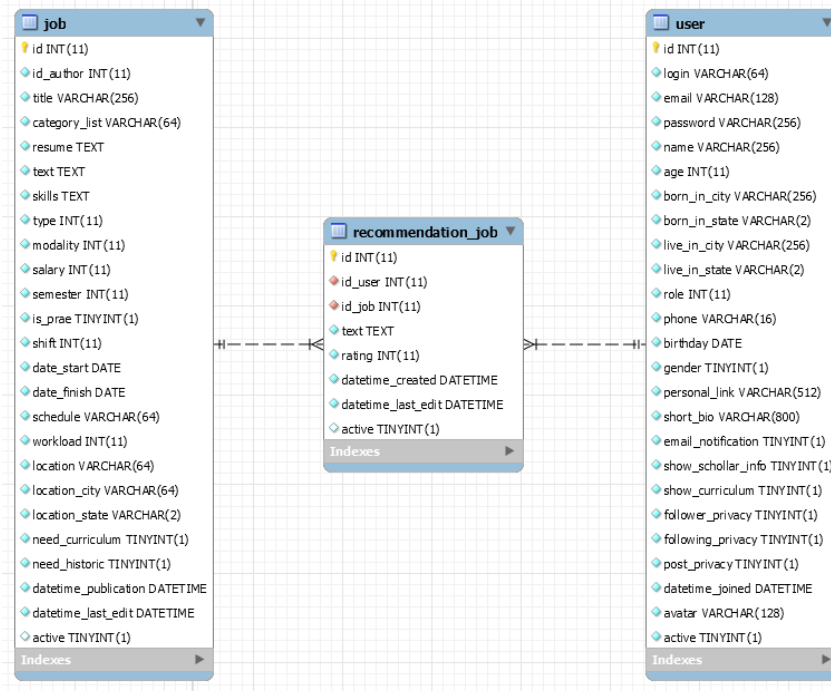 job
id INT(11)
id_author INT(11)
title VARCHAR(256)
category_list VARCHAR(64)
resume TEXT
text TEXT
skills TEXT
type INT(11)
modality INT(11)
salary INT(11)
semester INT(11)
is_prae TINYINT(1)
shift INT(11)
date_start DATE
date_finish DATE
schedule VARCHAR(64)
workload INT(11)
location VARCHAR(64)
location_city VARCHAR(64)
location_state VARCHAR(2)
need_curriculum TINYINT(1)
need_historic TINYINT(1)
datetime_publication DATETIME
datetime_last_edit DATETIME
active TINYINT(1)
Indexes
recommendation_job
id INT(11)
id_user INT(11)
id_job INT(11)
text TEXT
rating INT(11)
datetime_created DATETIME
datetime_last_edit DATETIME
active TINYINT(1)
Indexes
user
id INT(11)
login VARCHAR(64)
email VARCHAR(128)
password VARCHAR(256)
name VARCHAR(256)
age INT(11)
born_in_city VARCHAR(256)
born_in_state VARCHAR(2)
live_in_city VARCHAR(256)
live_in_state VARCHAR(2)
role INT(11)
phone VARCHAR(16)
birthday DATE
gender TINYINT(1)
personal_link VARCHAR(512)
short_bio VARCHAR(800)
email_notification TINYINT(1)
show_schollar_info TINYINT(1)
show_curriculum TINYINT(1)
follower_privacy TINYINT(1)
following_privacy TINYINT(1)
post_privacy TINYINT(1)
datetime_joined DATETIME
avatar VARCHAR(128)
active TINYINT(1)
Indexes